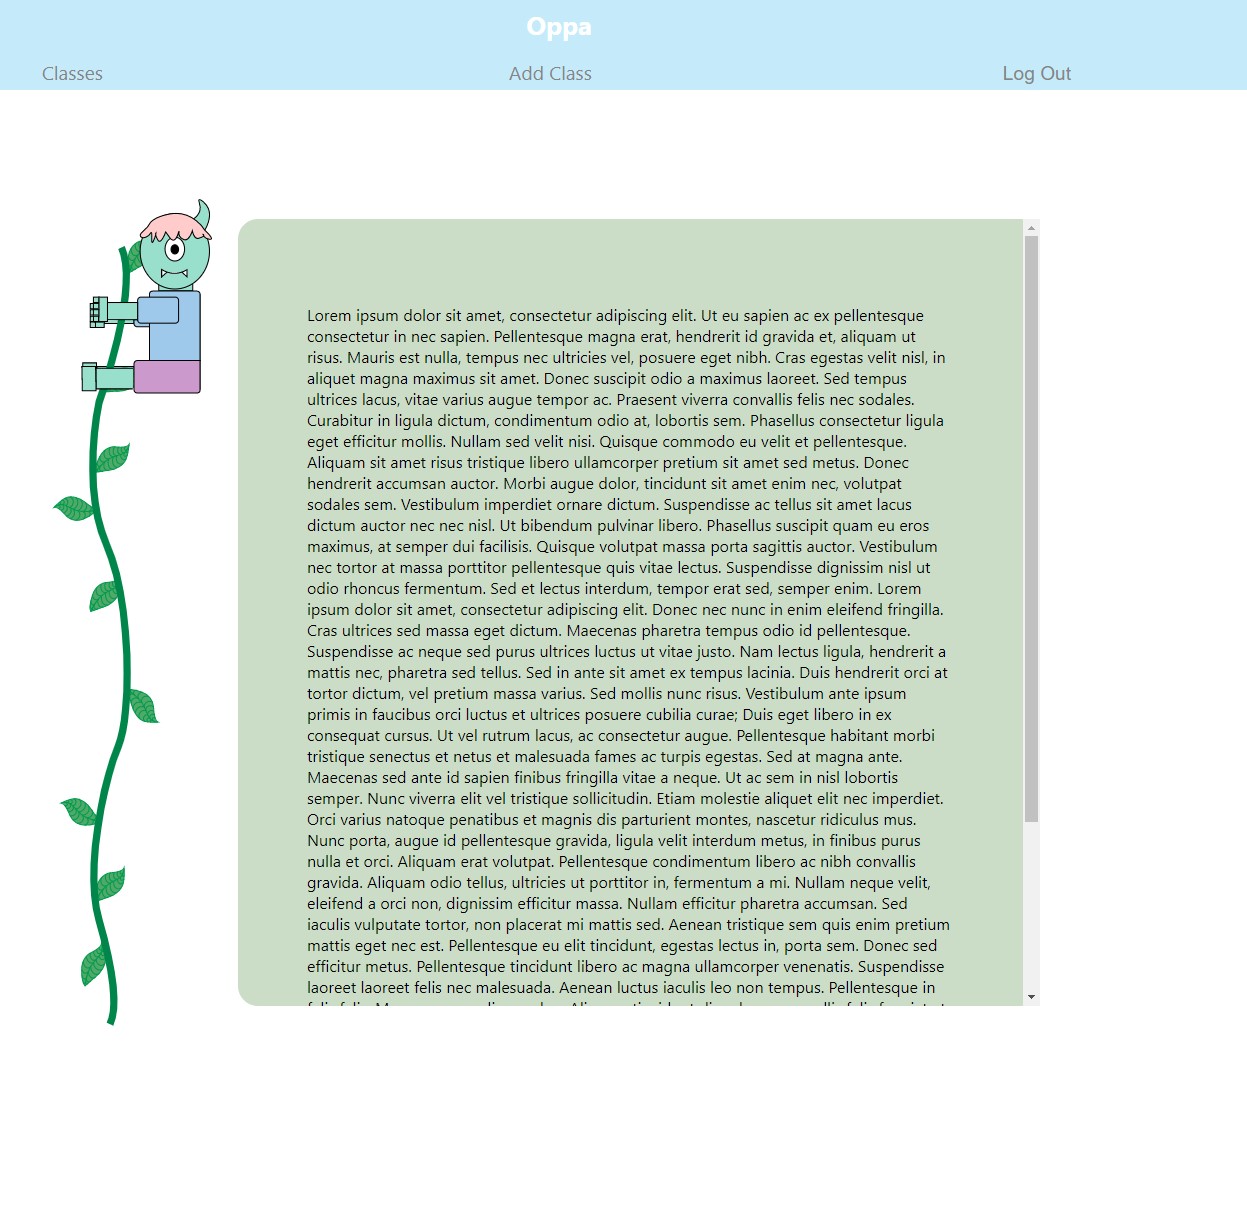 Oppa
Classes
Add Class
Log Out
Lorem ipsum dolor sit amet, consectetur adipiscing elit. Ut eu sapien ac ex pellentesque
consectetur in nec sapien. Pellentesque magna erat, hendrerit id gravida et, aliquam ut
risus. Mauris est nulla, tempus nec ultricies vel, posuere eget nibh. Cras egestas velit nisl, in
aliquet magna maximus sit amet. Donec suscipit odio a maximus laoreet. Sed tempus
ultrices lacus, vitae varius augue tempor ac. Praesent viverra convallis felis nec sodales.
Curabitur in ligula dictum, condimentum odio at, lobortis sem. Phasellus consectetur ligula
eget efficitur mollis. Nullam sed velit nisi. Quisque commodo eu velit et pellentesque.
Aliquam sit amet risus tristique libero ullamcorper pretium sit amet sed metus. Donec
hendrerit accumsan auctor. Morbi augue dolor, tincidunt sit amet enim nec, volutpat
sodales sem. Vestibulum imperdiet ornare dictum. Suspendisse ac tellus sit amet lacus
dictum auctor nec nec nisl. Ut bibendum pulvinar libero. Phasellus suscipit quam eu eros
maximus, at semper dui facilisis. Quisque volutpat massa porta sagittis auctor. Vestibulum
nec tortor at massa porttitor pellentesque quis vitae lectus. Suspendisse dignissim nisl ut
odio rhoncus fermentum. Sed et lectus interdum, tempor erat sed, semper enim. Lorem
ipsum dolor sit amet, consectetur adipiscing elit. Donec nec nunc in enim eleifend fringilla.
Cras ultrices sed massa eget dictum. Maecenas pharetra tempus odio id pellentesque.
Suspendisse ac neque sed purus ultrices luctus ut vitae justo. Nam lectus ligula, hendrerit a
mattis nec, pharetra sed tellus. Sed in ante sit amet ex tempus lacinia. Duis hendrerit orci at
tortor dictum, vel pretium massa varius. Sed mollis nunc risus. Vestibulum ante ipsum
primis in faucibus orci luctus et ultrices posuere cubilia curae; Duis eget libero in ex
consequat cursus. Ut vel rutrum lacus, ac consectetur augue. Pellentesque habitant morbi
tristique senectus et netus et malesuada fames ac turpis egestas. Sed at magna ante.
Maecenas sed ante id sapien finibus fringilla vitae a neque. Ut ac sem in nisl lobortis
semper. Nunc viverra elit vel tristique sollicitudin. Etiam molestie aliquet elit nec imperdiet.
Orci varius natoque penatibus et magnis dis parturient montes, nascetur ridiculus mus.
Nunc porta, augue id pellentesque gravida, ligula velit interdum metus, in finibus purus
nulla et orci. Aliquam erat volutpat. Pellentesque condimentum libero ac nibh convallis
gravida. Aliquam odio tellus, ultricies ut porttitor in, fermentum a mi. Nullam neque velit,
eleifend a orci non, dignissim efficitur massa. Nullam efficitur pharetra accumsan. Sed
iaculis vulputate tortor, non placerat mi mattis sed. Aenean tristique sem quis enim pretium
mattis eget nec est. Pellentesque eu elit tincidunt, egestas lectus in, porta sem. Donec sed
efficitur metus. Pellentesque tincidunt libero ac magna ullamcorper venenatis. Suspendisse
laoreet laoreet felis nec malesuada. Aenean luctus iaculis leo non tempus. Pellentesque in